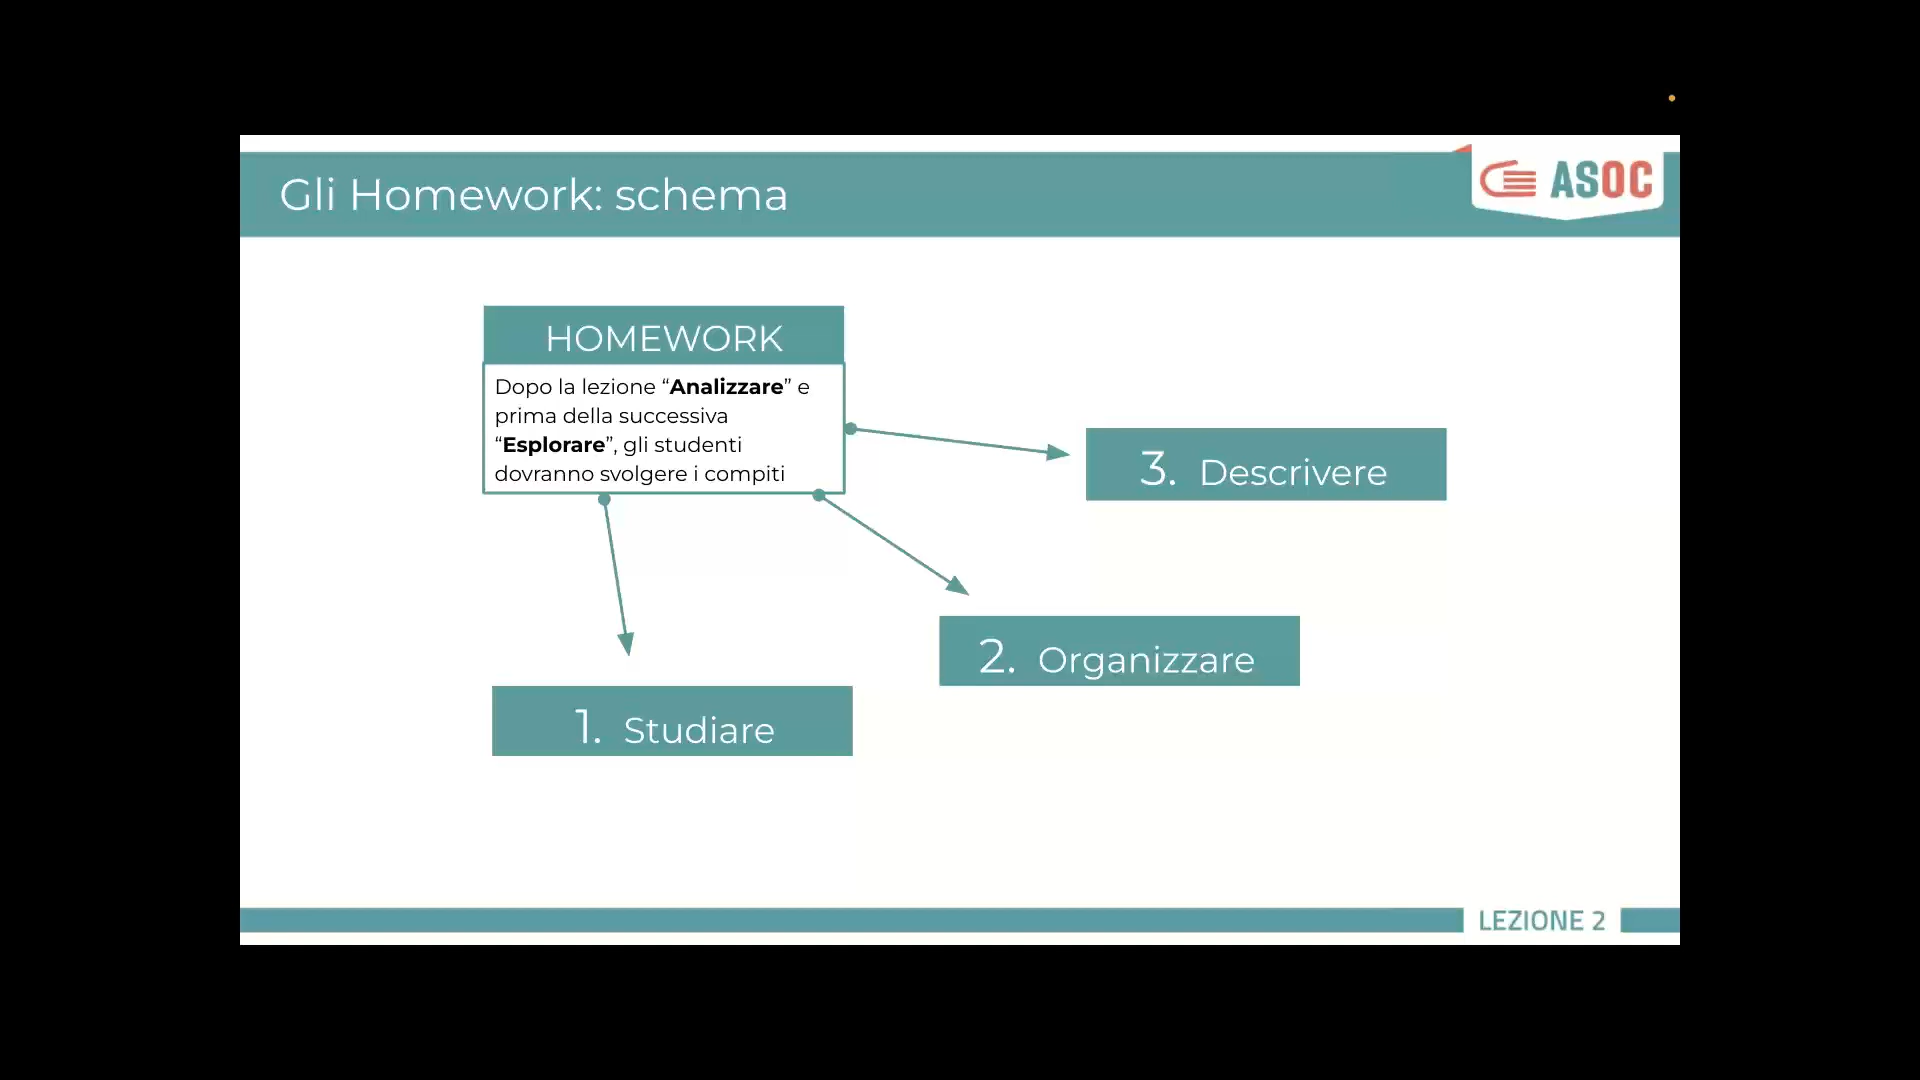 Gli Homework: schema
ASOC
HOMEWORK
Dopo la lezione “Analizzare” e
prima della successiva
“Esplorare”, gli studenti
dovranno svolgere i compiti
3. Descrivere
2. Organizzare
1. Studiare
LEZIONE 2